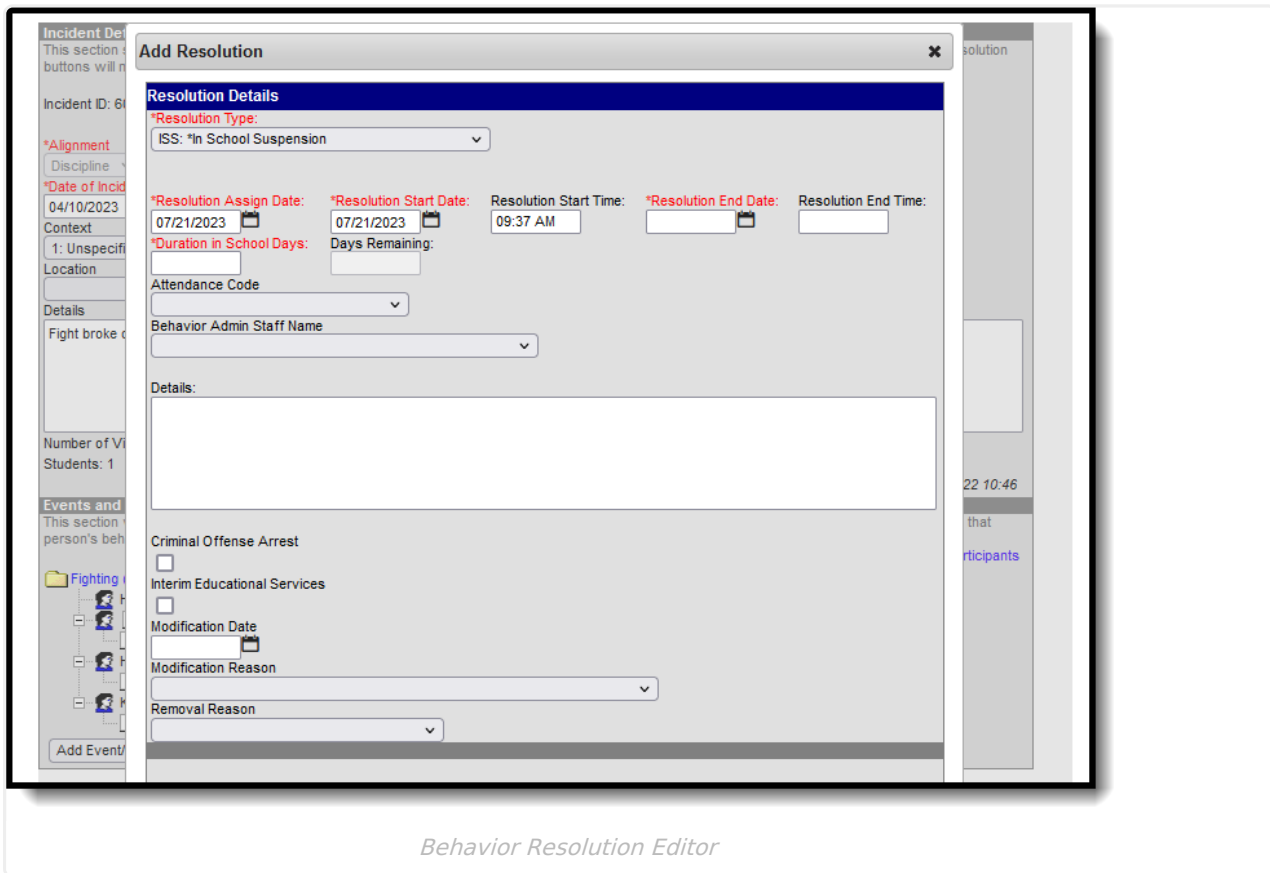 Incident Det
This section
buttons will n
solution
Incident ID: 6
*Alignment
Discipline
*Date of Incid
04/10/2023
Context
1: Unspecifi
Location
Details
Fight broke
Number of Vi
Students: 1
22 10:46
Events and
This section
person's beh
that
rticipants
Fighting
H
H
K
Add Event/
Add Resolution
Resolution Details
*Resolution Type:
ISS: *In School Suspension
*Resolution Assign Date: *Resolution Start Date: Resolution Start Time: *Resolution End Date: Resolution End Time:
07/21/2023 07/21/2023 09:37 AM
*Duration in School Days: Days Remaining:
Attendance Code
Behavior Admin Staff Name
Details:
Criminal Offense Arrest
Interim Educational Services
Modification Date
Modification Reason
Removal Reason
Behavior Resolution Editor